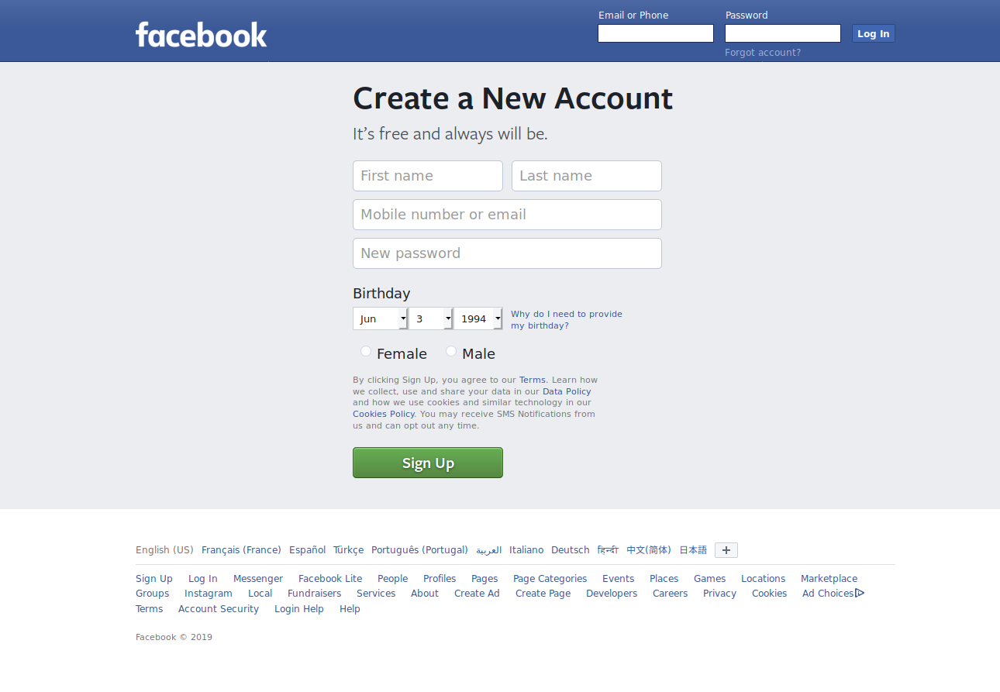 facebook
Email or Phone
Password
Log In
Forgot account?
Create a New Account
It's free and always will be.
First name
Last name
Mobile number or email
New password
Birthday
Jun 3 1994
Why do I need to provide
my birthday?
Female
Male
By clicking Sign Up, you agree to our Terms. Learn how
we collect, use and share your data in our Data Policy
and how we use cookies and similar technology in our
Cookies Policy. You may receive SMS Notifications from
us and can opt out any time.
Sign Up
English (US) Français (France) Español Türkçe Português (Portugal) العربية Italiano Deutsch हिन्दी 中文(简体) 日本語 +
Sign Up Log In Messenger Facebook Lite People Profiles Pages Page Categories Events Places Games Locations Marketplace
Groups Instagram Local Fundraisers Services About Create Ad Create Page Developers Careers Privacy Cookies Ad Choices
Terms Account Security Login Help Help
Facebook © 2019